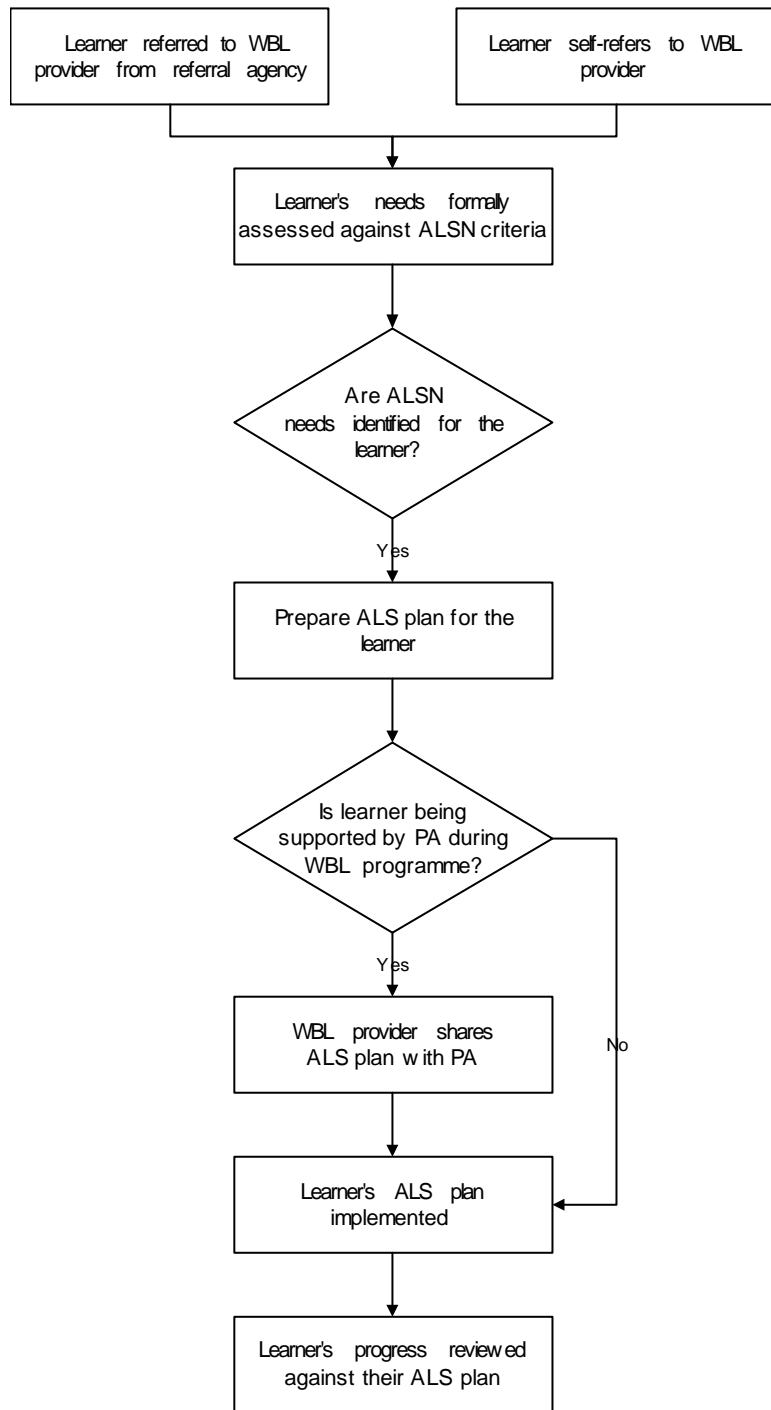 Learner referred to WBL
provider from referral agency
Learner self-refers to WBL
provider
Learner's needs formally
assessed against ALSN criteria
Are ALSN
needs identified for the
learner?
Yes
Prepare ALS plan for the
learner
Is learner being
supported by PA during
WBL programme?
Yes
WBL provider shares
ALS plan with PA
No
Learner's ALS plan
implemented
Learner's progress reviewed
against their ALS plan